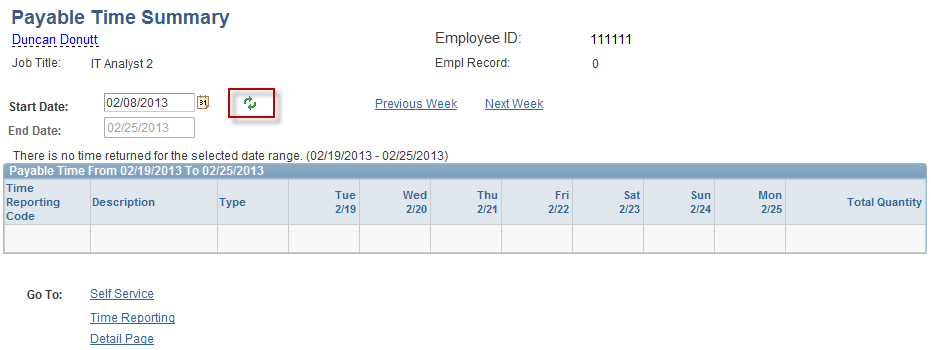 Payable Time Summary
Duncan Donutt Employee ID: 111111
Job Title: IT Analyst 2 Empl Record: 0
Start Date: 02/08/2013 31 Previous Week Next Week
End Date: 02/25/2013
There is no time returned for the selected date range. (02/19/2013 - 02/25/2013)
Payable Time From 02/19/2013 To 02/25/2013
Time Reporting Code Description Type Tue 2/19 Wed 2/20 Thu 2/21 Fri 2/22 Sat 2/23 Sun 2/24 Mon 2/25 Total Quantity
Go To: Self Service
Time Reporting
Detail Page